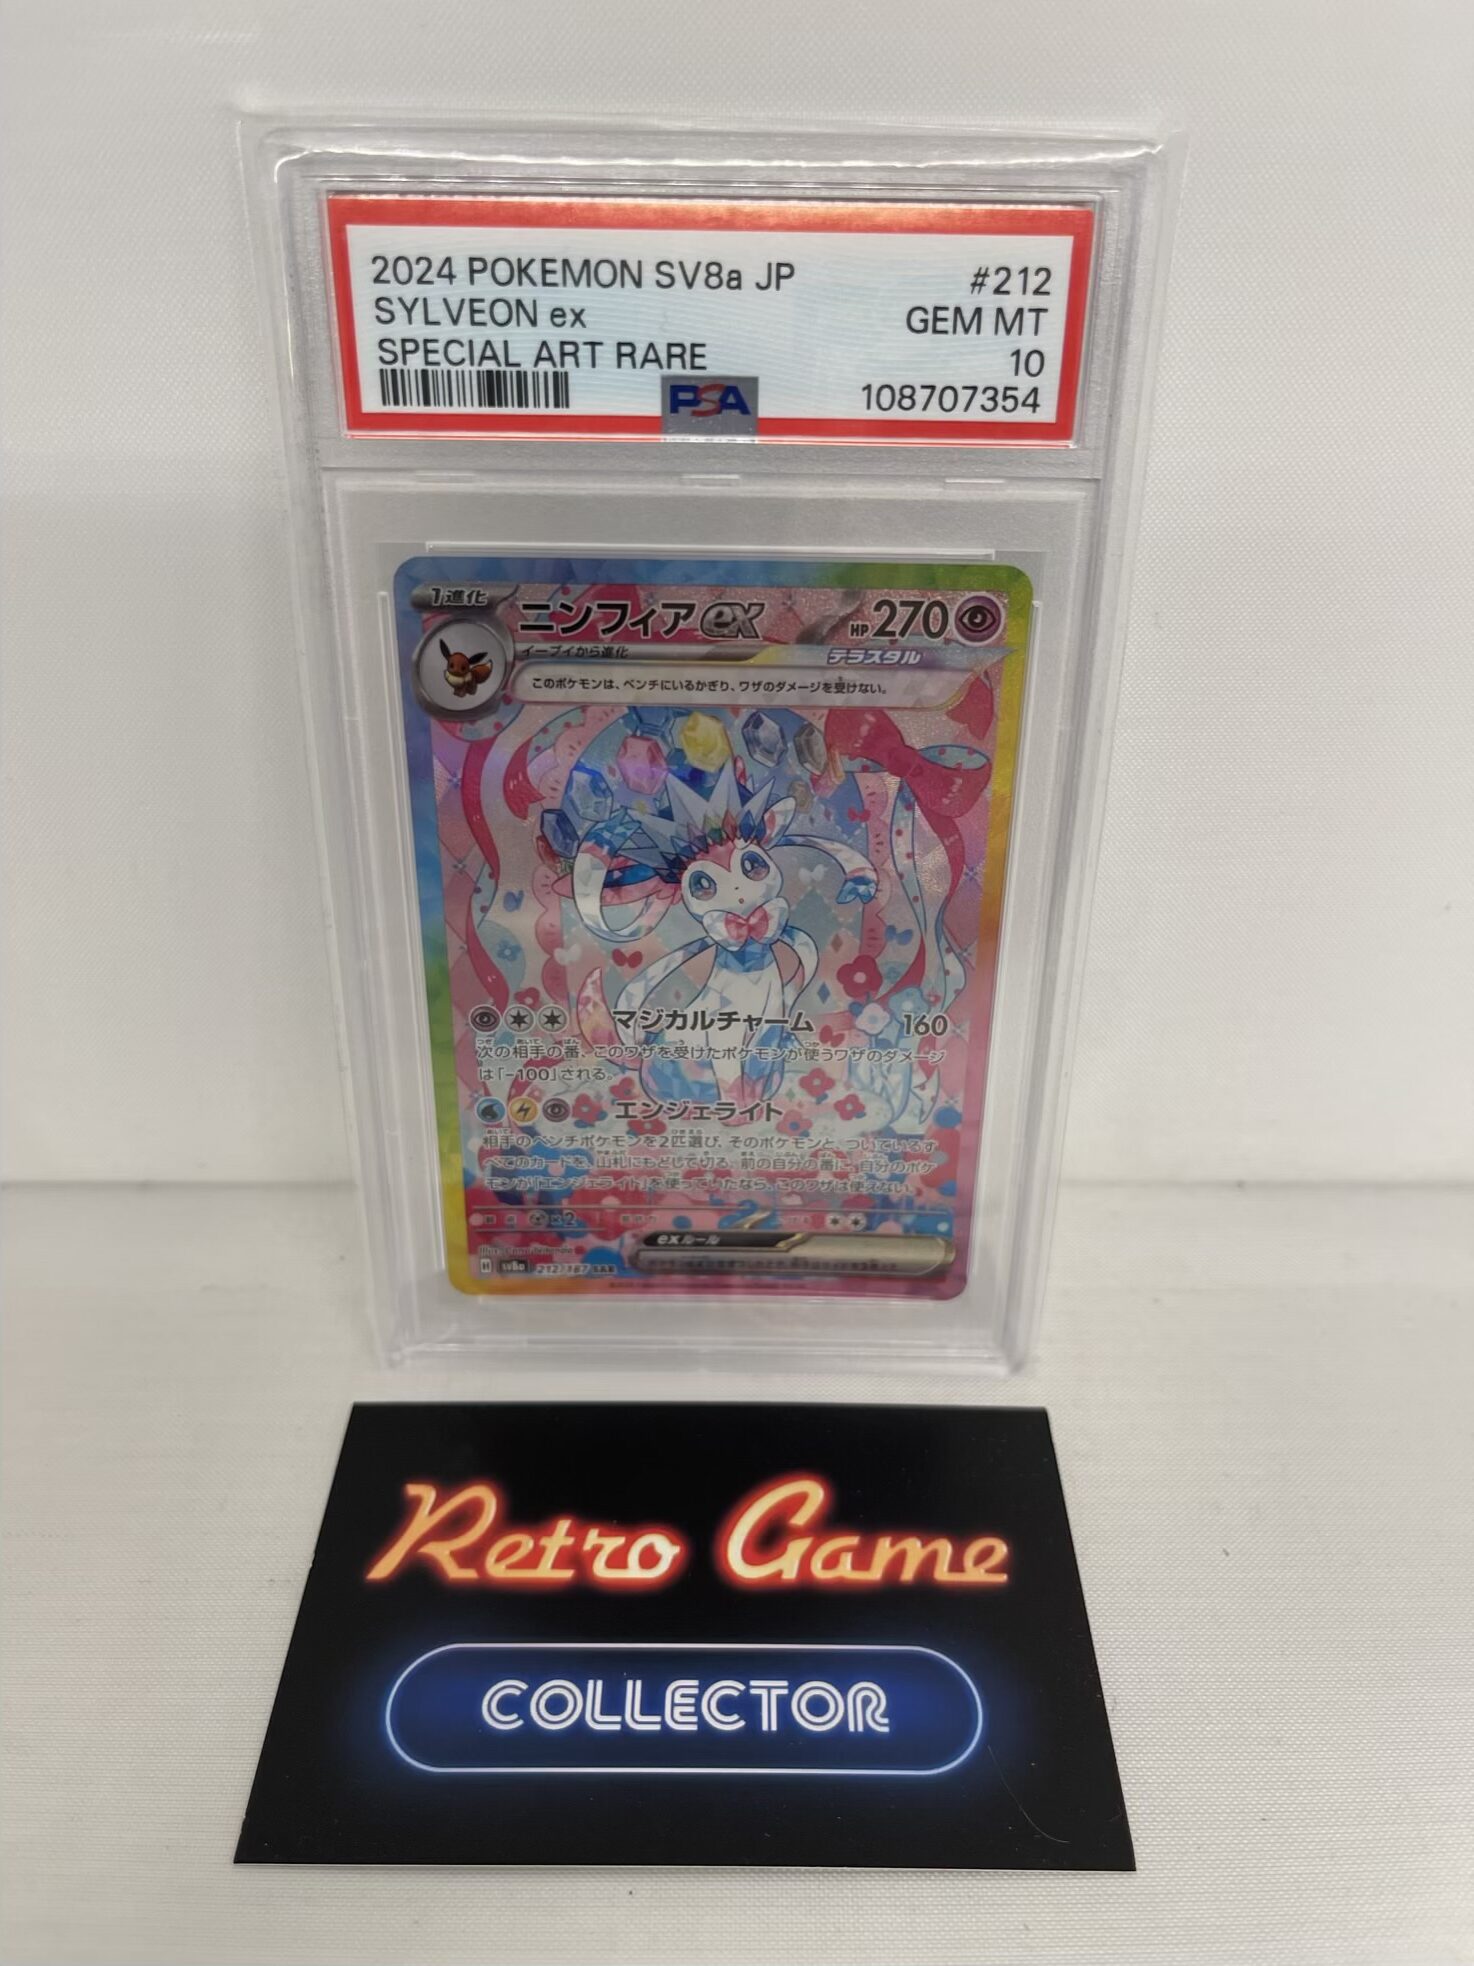 2024 POKEMON SV8a JP #212
SYLVEON ex GEM MT
SPECIAL ART RARE 10
PSA 108707354
1進化 ニンフィアex HP270
イーブイから進化 テラスタル
このポケモンは、ベンチにいるかぎり、ワザのダメージを受けない。
マジカルチャーム 160
次の相手の番、このワザを受けたポケモンが使うワザのダメージ
は「-100」される。
エンジェライト
相手のベンチポケモンを2匹選び、そのポケモンと、ついているす
べてのカードを、山札にもどして切る。前の自分の番に、自分のポケ
モンが「エンジェライト」を使っていたなら、このワザは使えない。
×2
exルール
H sv8a 212/187 SAR
Retro Game
COLLECTOR